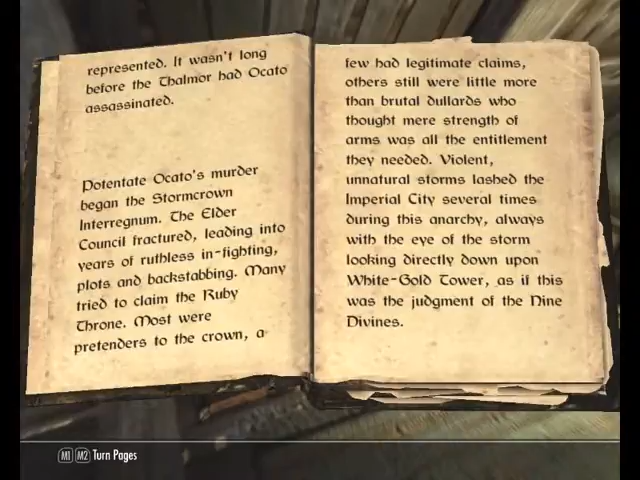 represented. It wasn't long
before the Thalmor had Ocato
assassinated.
Potentate Ocato's murder
began the Stormcrown
Interregnum. The Elder
Council fractured, leading into
years of ruthless in-fighting,
plots and backstabbing. Many
tried to claim the Ruby
Throne. Most were
pretenders to the crown, a
few had legitimate claims,
others still were little more
than brutal dullards who
thought mere strength of
arms was all the entitlement
they needed. Violent,
unnatural storms lashed the
Imperial City several times
during this anarchy, always
with the eye of the storm
looking directly down upon
White-Gold Tower, as if this
was the judgment of the Nine
Divines.
M1 M2 Turn Pages